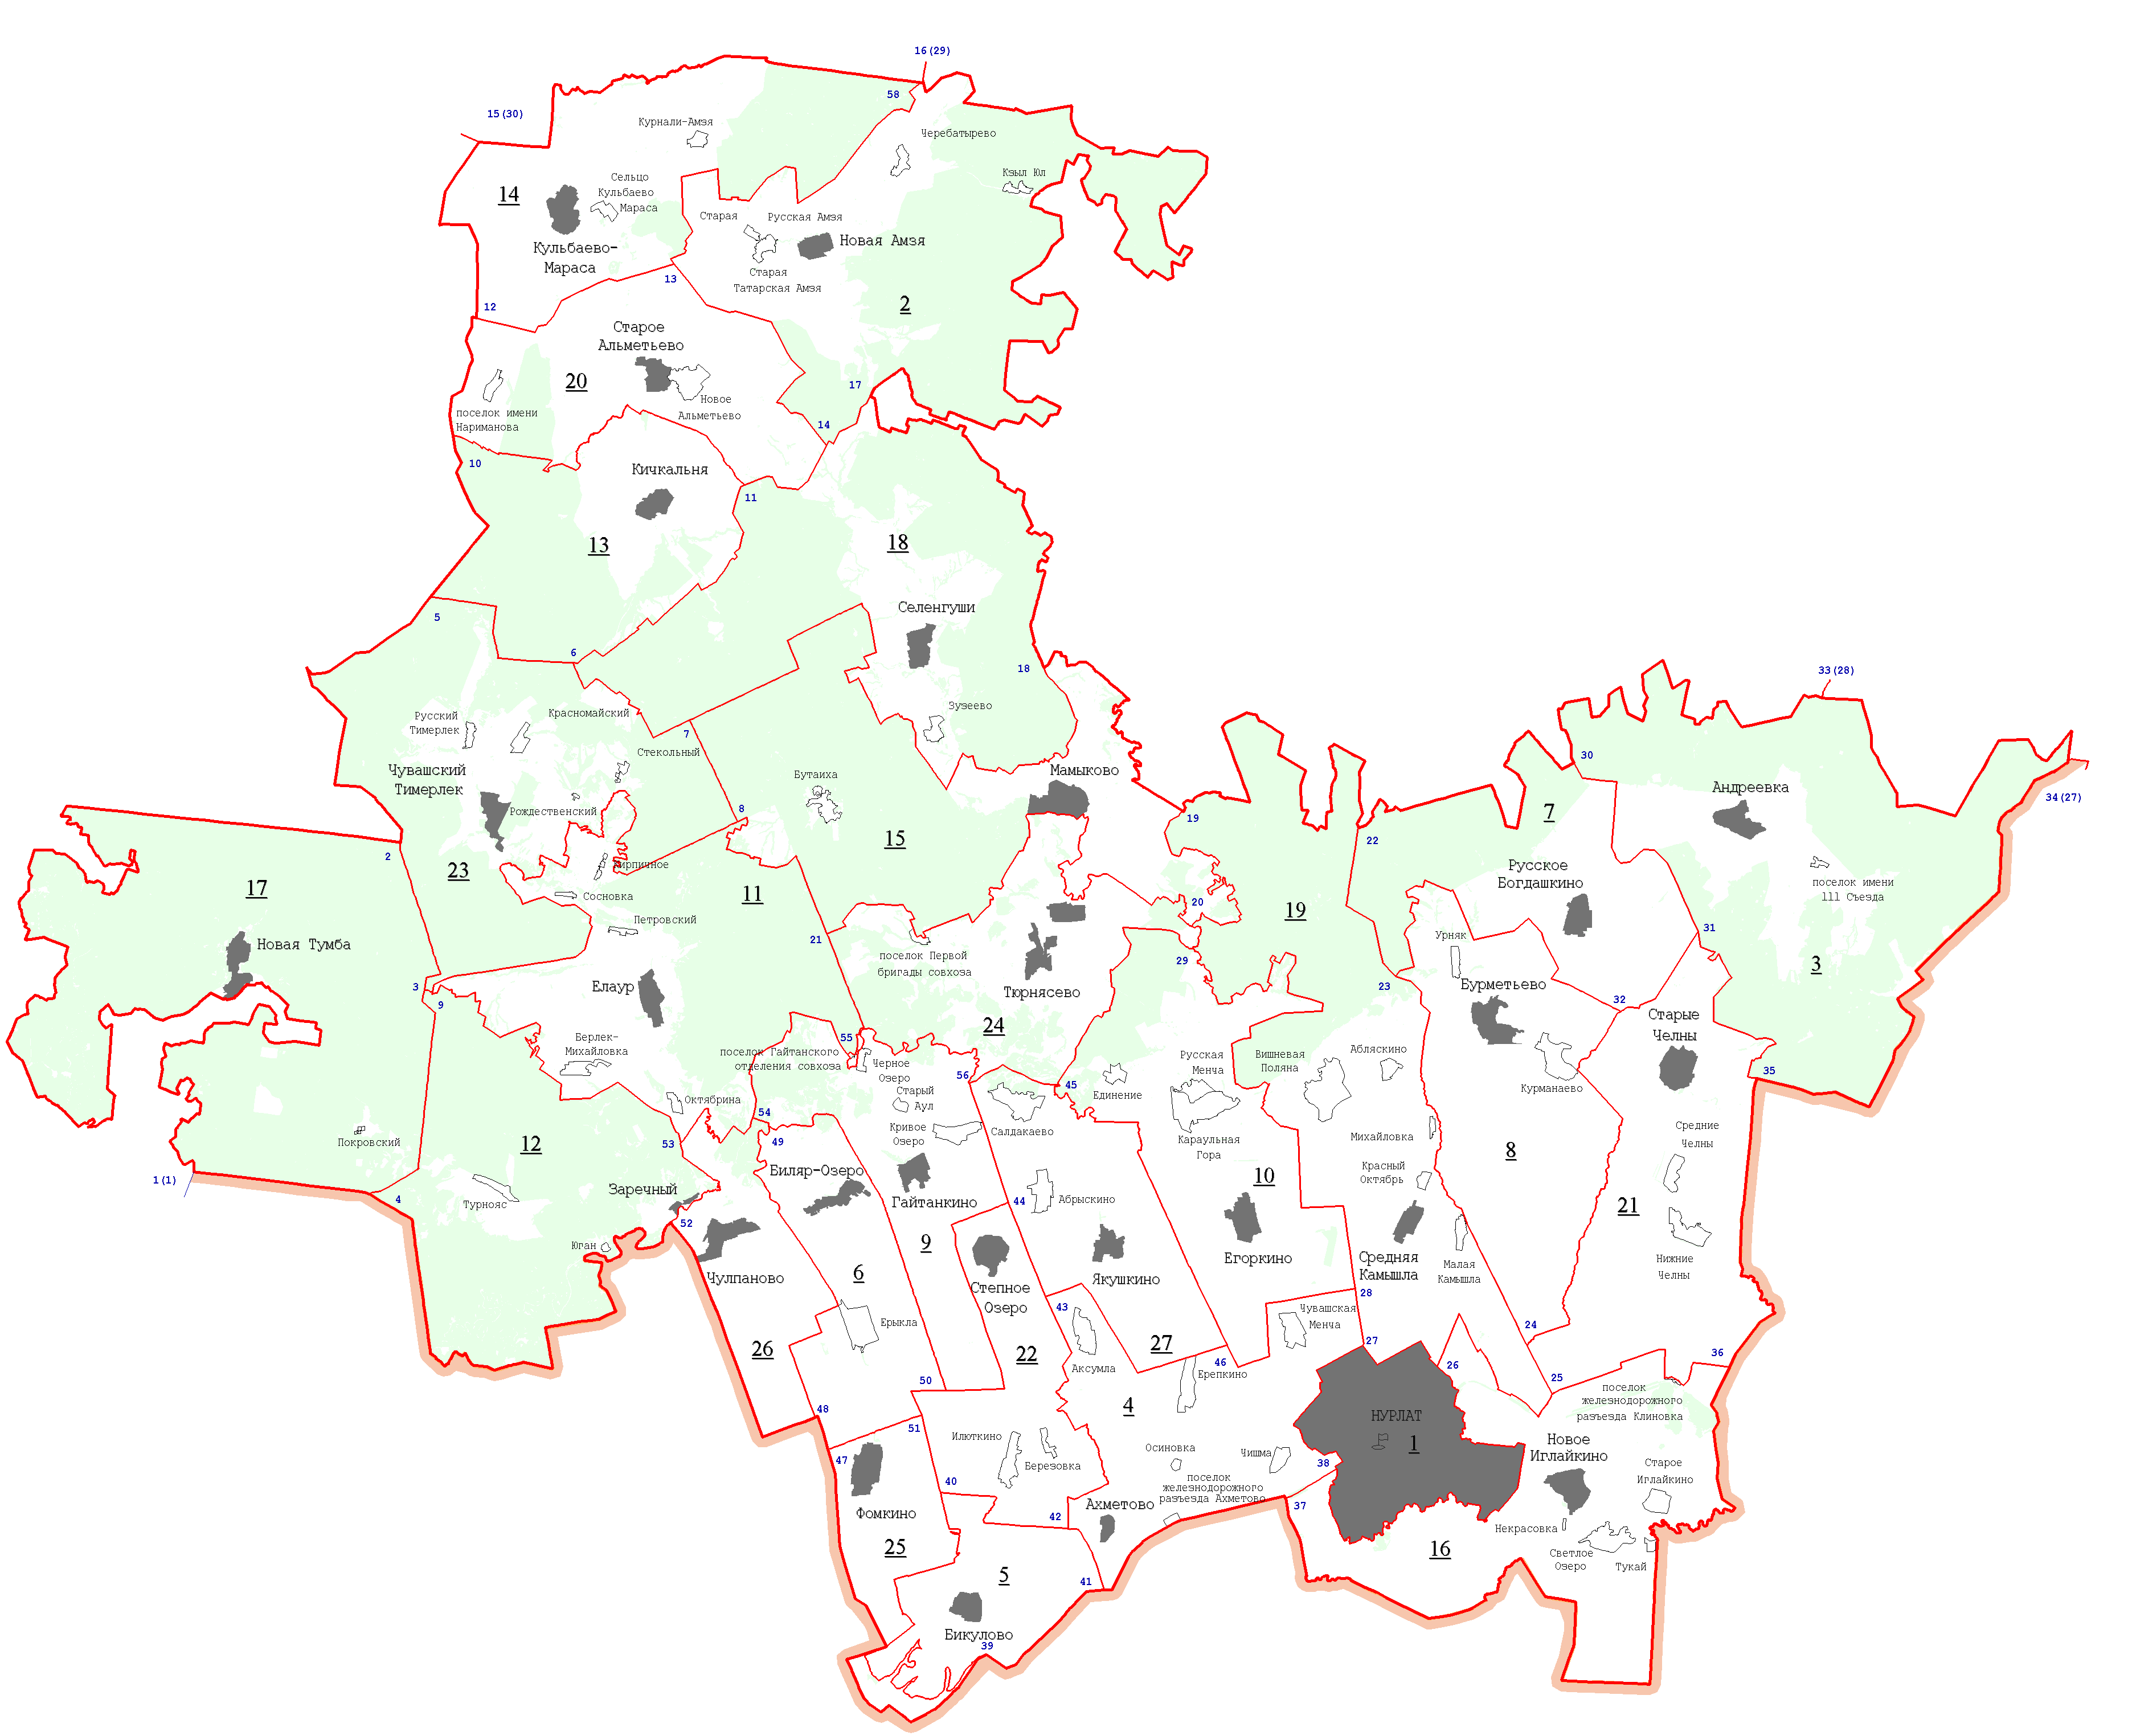 16(29)
58
15(30)
Курнали-Амзя
Черебатырево
Кзыл Юл
14
Сельцо
Кульбаево
Мараса
Кульбаево-
Мараса
Старая
Русская Амзя
Новая Амзя
Старая
Татарская Амзя
2
13
12
Старое
Альметьево
20
Новое
Альметьево
поселок имени
Нариманова
17
14
10
Кичкальня
11
13
18
5
6
Селенгуши
18
Зузеево
Русский
Тимерлек
Красномайский
7
Стекольный
Чувашский
Тимерлек
Рождественский
Бутаиха
8
Мамыково
15
19
33(28)
30
34(27)
Андреевка
7
22
Русское
Богдашкино
поселок имени
lll Съезда
2
17
23
Кирпичное
Сосновка
11
Петровский
21
20
19
Новая Тумба
поселок Первой
бригады совхоза
29
Урняк
31
3
3
9
Елаур
Тюрнясево
24
23
Бурметьево
32
Старые
Челны
Берлек-
Михайловка
поселок Гайтанского
отделения совхоза
55
Черное
Озеро
56
Русская
Менча
Вишневая
Поляна
Абляскино
Курманаево
35
Октябрина
54
Старый
Аул
45
Единение
Покровский
12
53
49
Кривое
Озеро
Салдакаево
Караульная
Гора
Михайловка
8
Средние
Челны
1(1)
4
Турнояс
Заречный
Биляр-Озеро
Гайтанкино
44
Абрыскино
10
Красный
Октябрь
21
52
Юган
Чулпаново
6
9
Степное
Озеро
Якушкино
Егоркино
Средняя
Камышла
Малая
Камышла
Нижние
Челны
Ерыкла
43
28
Чувашская
Менча
26
22
27
Аксумла
46
Ерепкино
27
26
24
36
25
50
48
4
поселок
железнодорожного
разъезда Клиновка
51
НУРЛАТ
1
Новое
Иглайкино
47
Илюткино
Березовка
Осиновка
Чишма
38
Старое
Иглайкино
40
поселок
железнодорожного
разъезда Ахметово
Ахметово
37
42
Фомкино
Некрасовка
25
16
Светлое
Озеро
Тукай
5
41
Бикулово
39